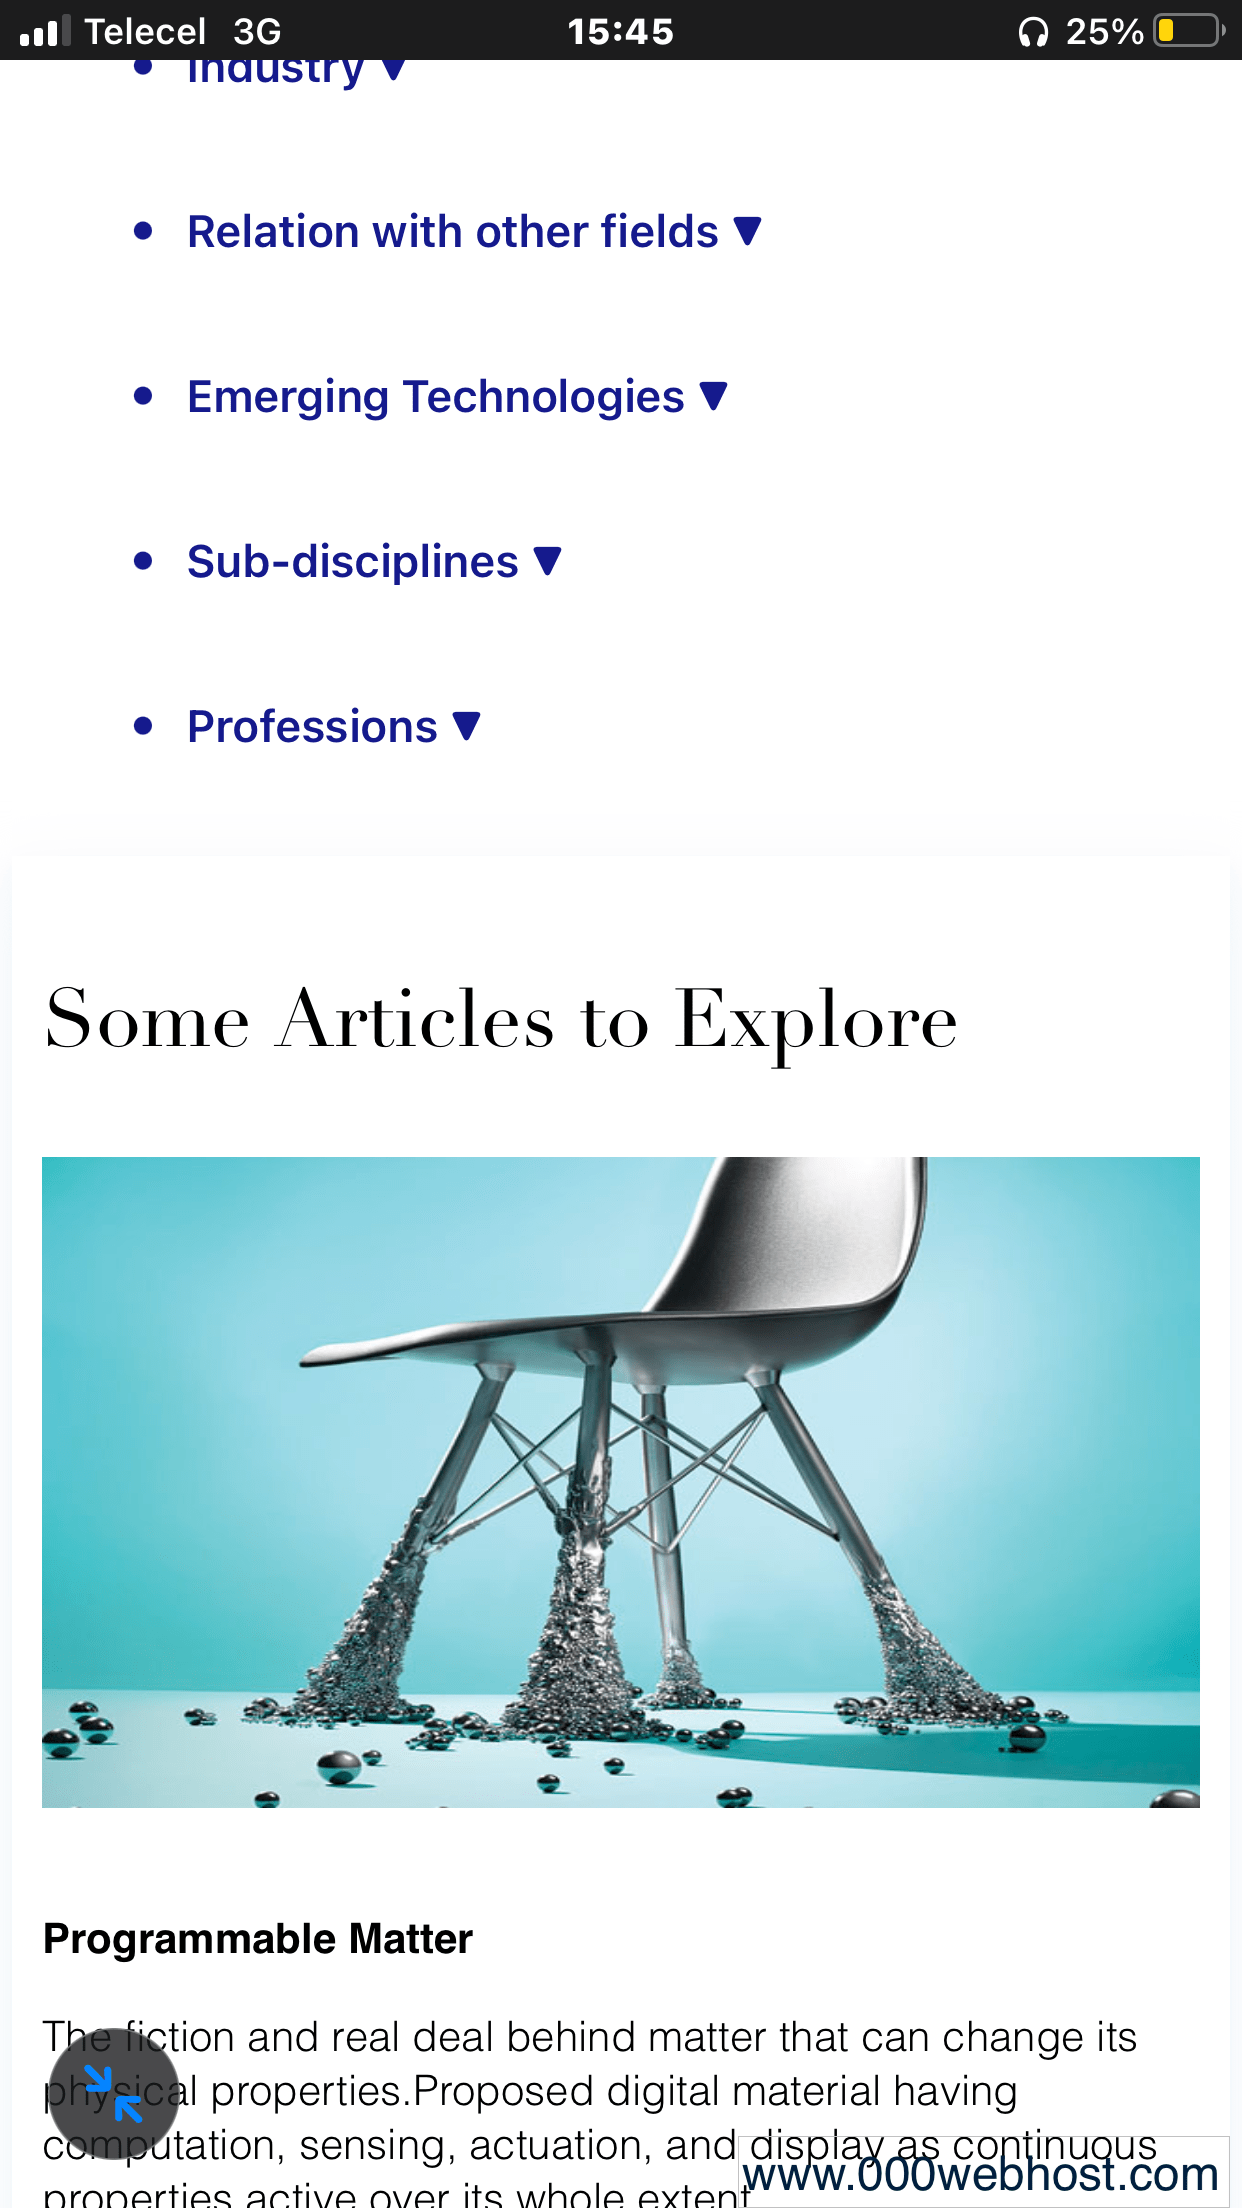 Telecel 3G 15:45 25%
Industry ▼
Relation with other fields ▼
Emerging Technologies ▼
Sub-disciplines ▼
Professions ▼
Some Articles to Explore
Programmable Matter
The fiction and real deal behind matter that can change its
physical properties.Proposed digital material having
computation, sensing, actuation, and display as continuous
properties active over its whole extent
www.000webhost.com